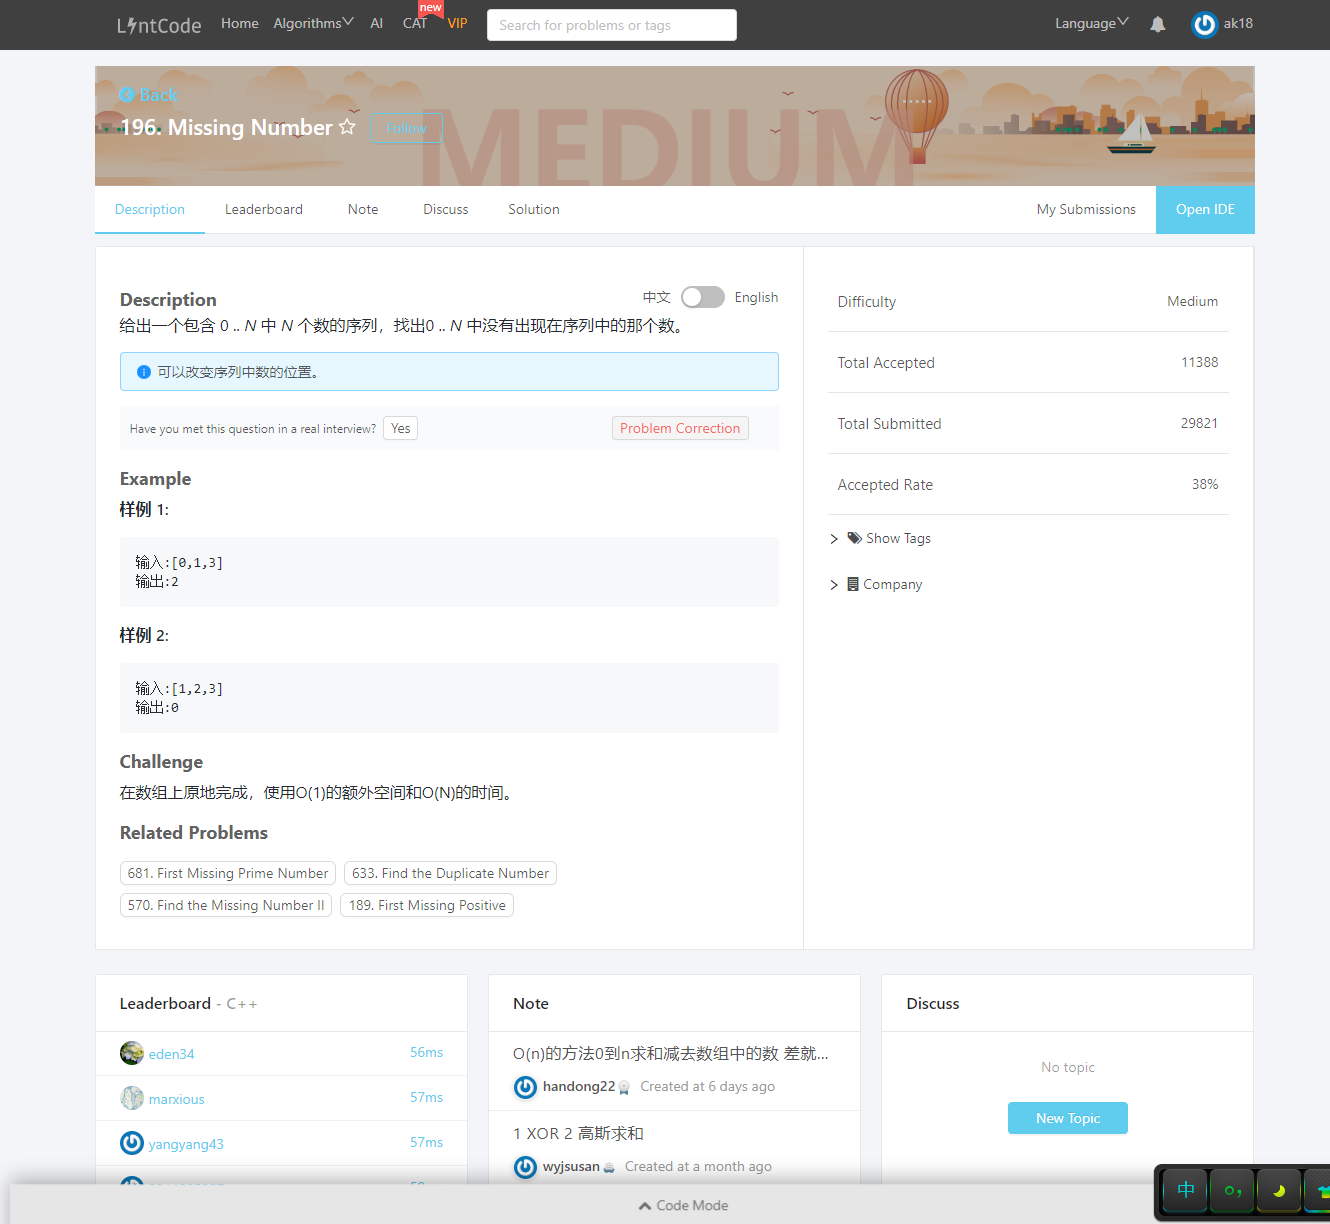 LintCode Home Algorithms AI CAT new VIP Search for problems or tags Language ak18
Back
196. Missing Number Follow
MEDIUM
Description Leaderboard Note Discuss Solution My Submissions Open IDE
Description 中文 English
给出一个包含 0 .. N 中 N 个数的序列，找出0 .. N 中没有出现在序列中的那个数。
可以改变序列中数的位置。
Have you met this question in a real interview? Yes Problem Correction
Example
样例 1:
输入:[0,1,3]
输出:2
样例 2:
输入:[1,2,3]
输出:0
Challenge
在数组上原地完成，使用O(1)的额外空间和O(N)的时间。
Related Problems
681. First Missing Prime Number 633. Find the Duplicate Number
570. Find the Missing Number II 189. First Missing Positive
Difficulty Medium
Total Accepted 11388
Total Submitted 29821
Accepted Rate 38%
Show Tags
Company
Leaderboard - C++
eden34 56ms
marxious 57ms
yangyang43 57ms
Note
O(n)的方法0到n求和减去数组中的数 差就...
handong22 Created at 6 days ago
1 XOR 2 高斯求和
wyjsusan Created at a month ago
Discuss
No topic
New Topic
Code Mode
中